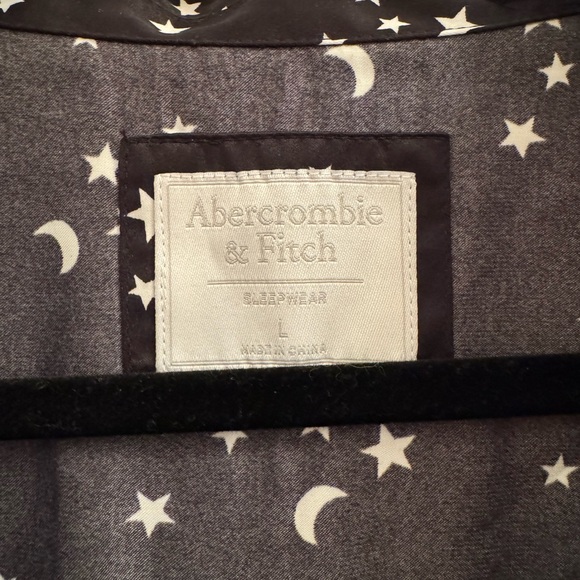 Abercrombie
& Fitch
SLEEPWEAR
L
MADE IN CHINA